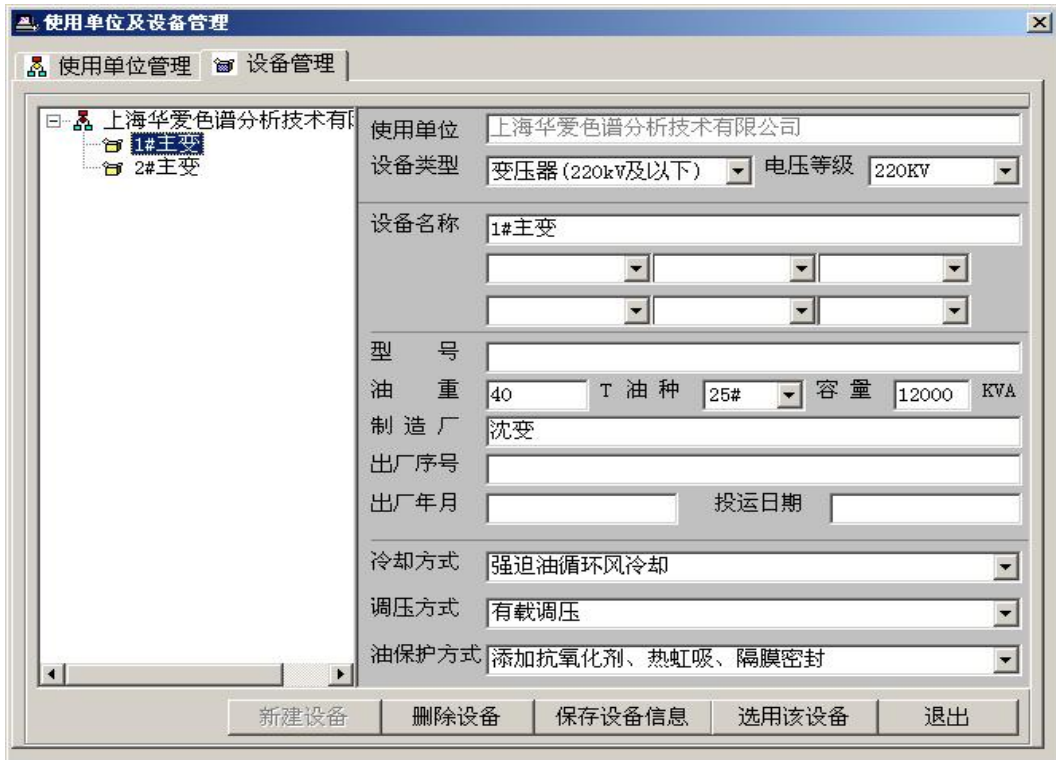 使用单位及设备管理
使用单位管理 设备管理
上海华爱色谱分析技术有限
1#主变
2#主变
使用单位 上海华爱色谱分析技术有限公司
设备类型 变压器(220kV及以下) 电压等级 220KV
设备名称 1#主变
型 号
油 重 40 T 油 种 25# 容 量 12000 KVA
制 造 厂 沈变
出厂序号
出厂年月 投运日期
冷却方式 强迫油循环风冷却
调压方式 有载调压
油保护方式 添加抗氧化剂、热虹吸、隔膜密封
新建设备 删除设备 保存设备信息 选用该设备 退出